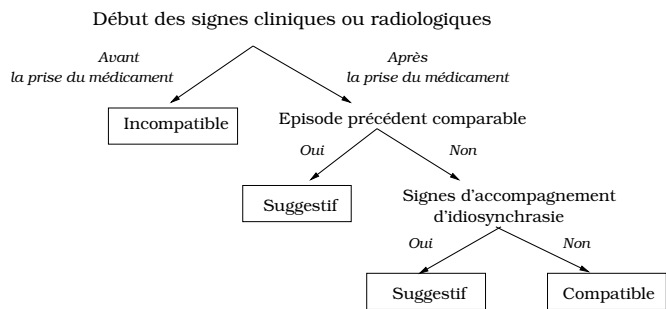 Début des signes cliniques ou radiologiques
Avant
la prise du médicament
Après
la prise du médicament
Incompatible
Episode précédent comparable
Oui
Non
Suggestif
Signes d'accompagnement
d'idiosynchrasie
Oui
Non
Suggestif
Compatible